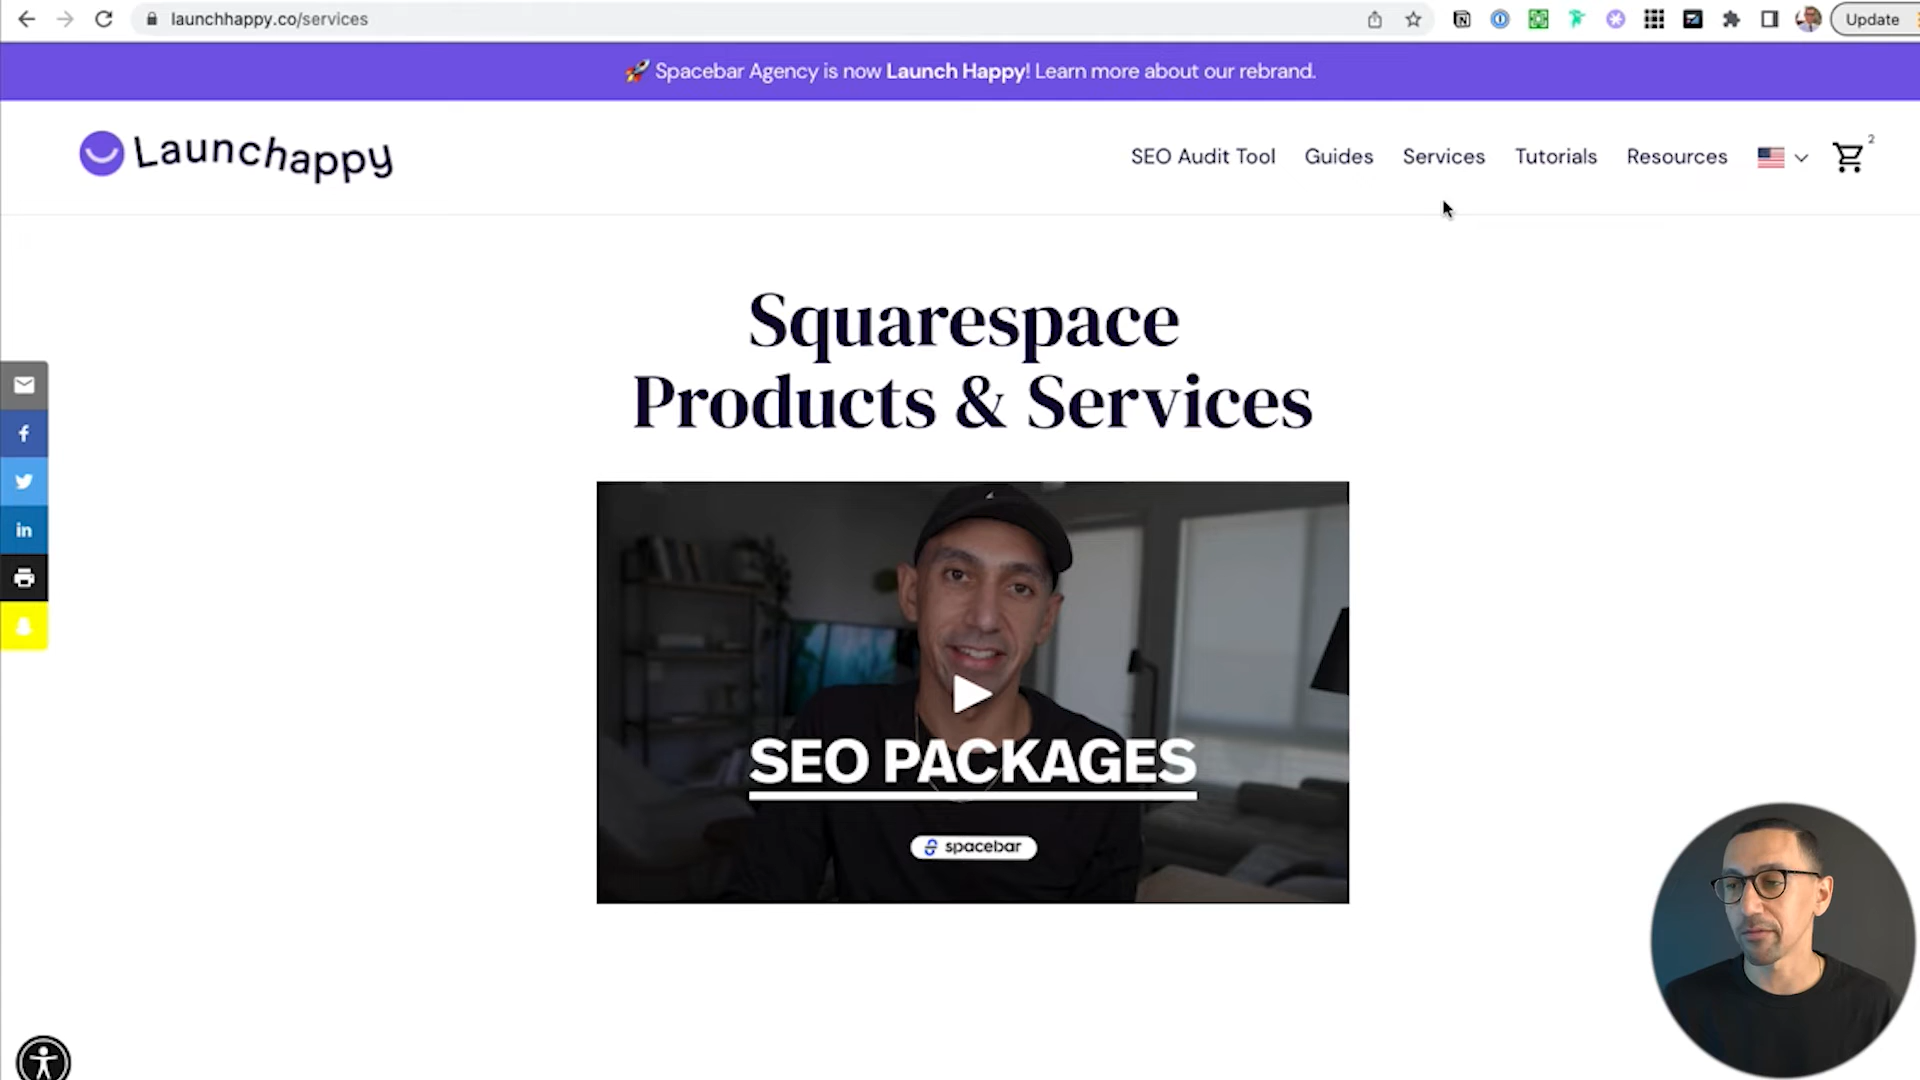 launchhappy.co/services
Update
🚀 Spacebar Agency is now Launch Happy! Learn more about our rebrand.
Launchappy
SEO Audit Tool
Guides
Services
Tutorials
Resources
2
Squarespace
Products & Services
SEO PACKAGES
spacebar